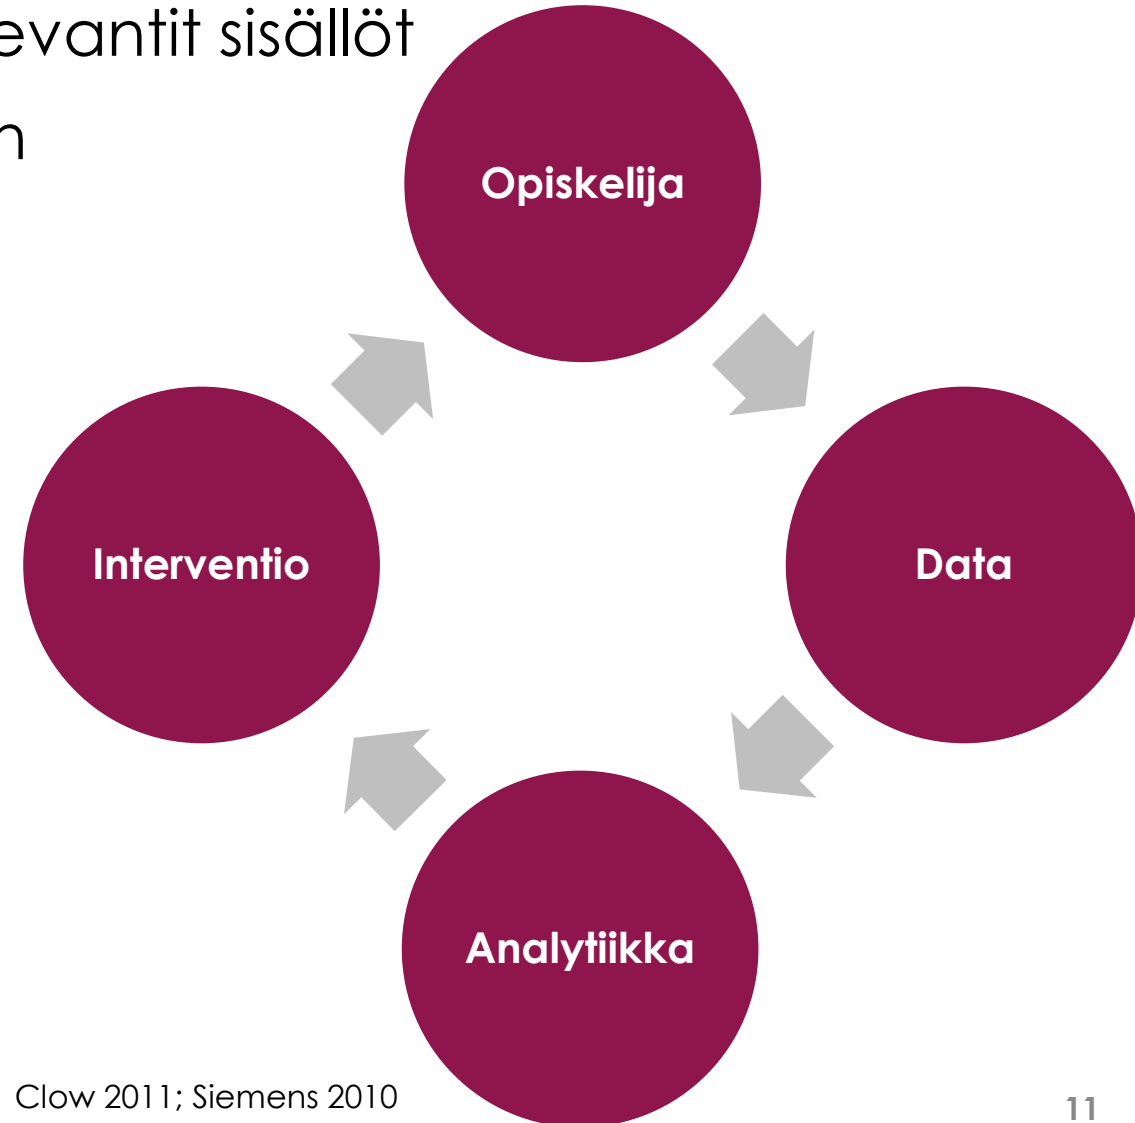 evantit sisällöt
n
Opiskelija
Interventio
Data
Analytiikka
Clow 2011; Siemens 2010
11